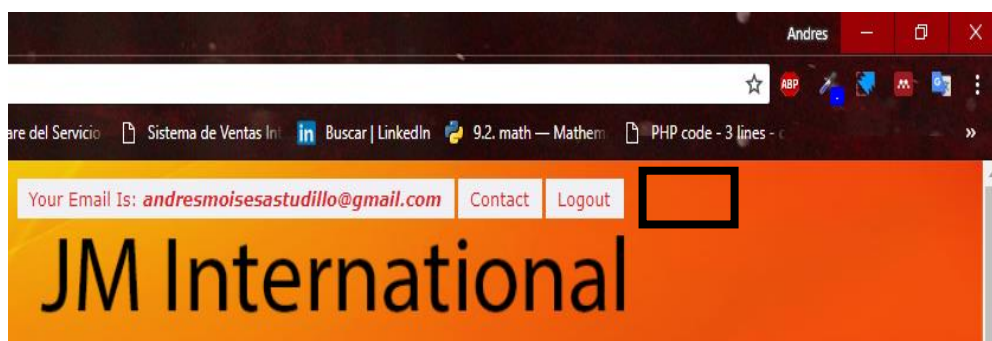 Andres
ABP
are del Servicio Sistema de Ventas Int in Buscar | LinkedIn 9.2. math — Mathem PHP code - 3 lines - c
Your Email Is: andresmoisesastudillo@gmail.com Contact Logout
JM International